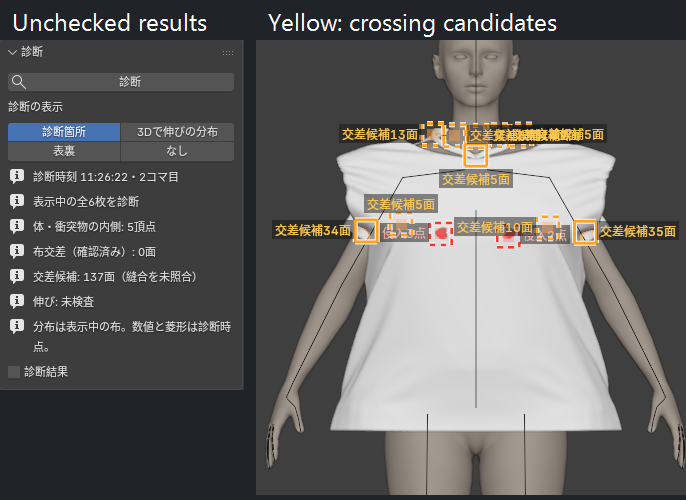 Unchecked results
診断
診断
診断の表示
診断箇所
3Dで伸びの分布
表裏
なし
診断時刻 11:26:22・2コマ目
表示中の全6枚を診断
体・衝突物の内側: 5頂点
布交差（確認済み）: 0面
交差候補: 137面（縫合を未照合）
伸び: 未検査
分布は表示中の布。数値と菱形は診断時
点。
診断結果
Yellow: crossing candidates
交差候補13面
交差候補5面
交差候補5面
交差候補5面
交差候補34面
交差候補10面
交差候補35面